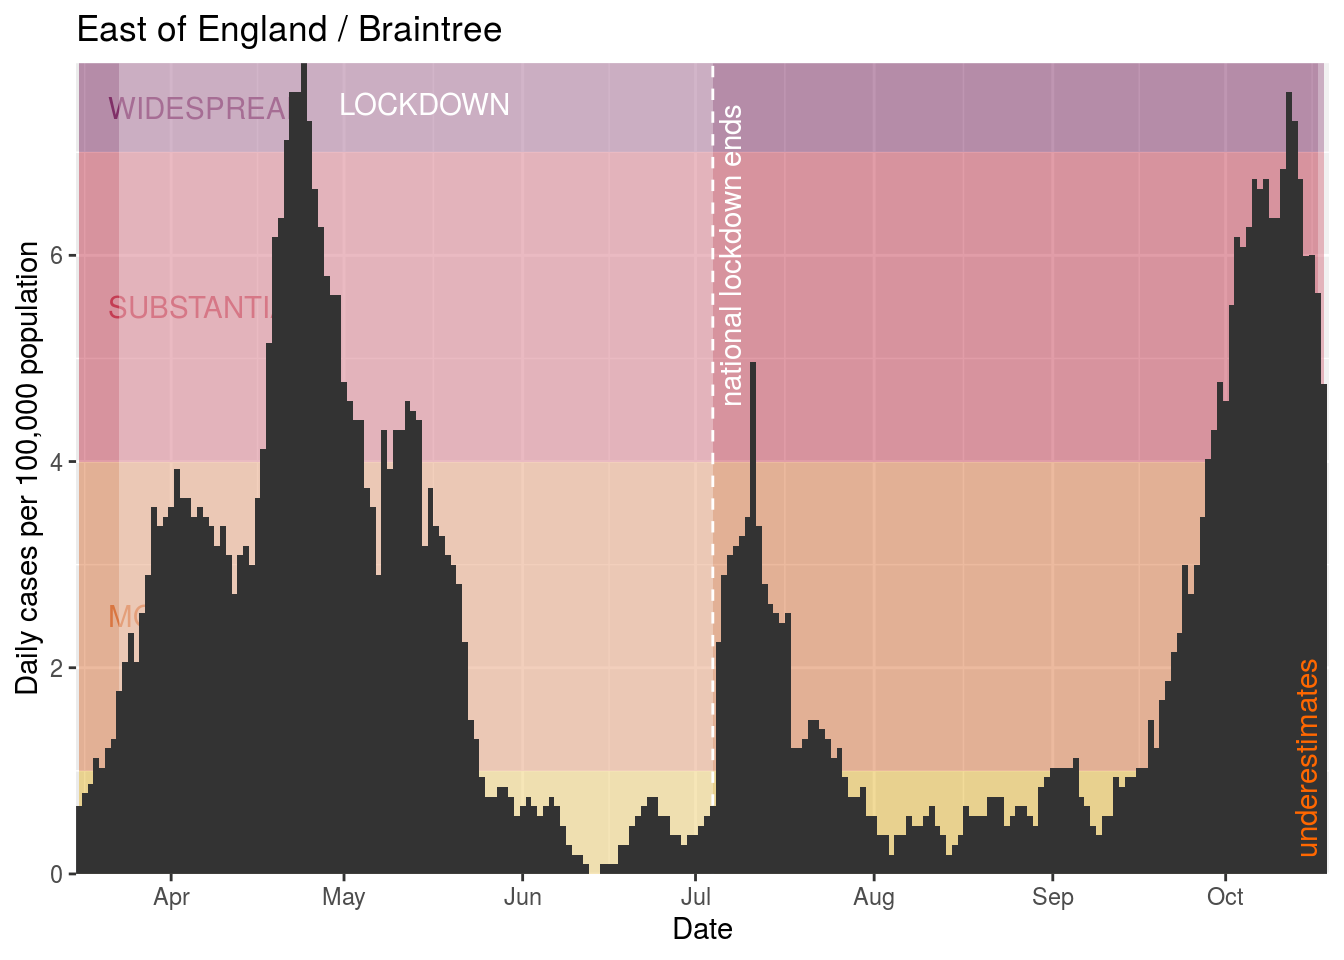 East of England / Braintree
WIDESPREA
LOCKDOWN
national lockdown ends
SUBSTANTI
MO
underestimates
Daily cases per 100,000 population
6
4
2
0
Apr May Jun Jul Aug Sep Oct
Date